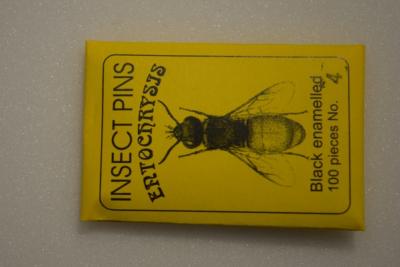 INSECT PINS
ENTOCHRYSIS
Black enamelled
100 pieces No. 4